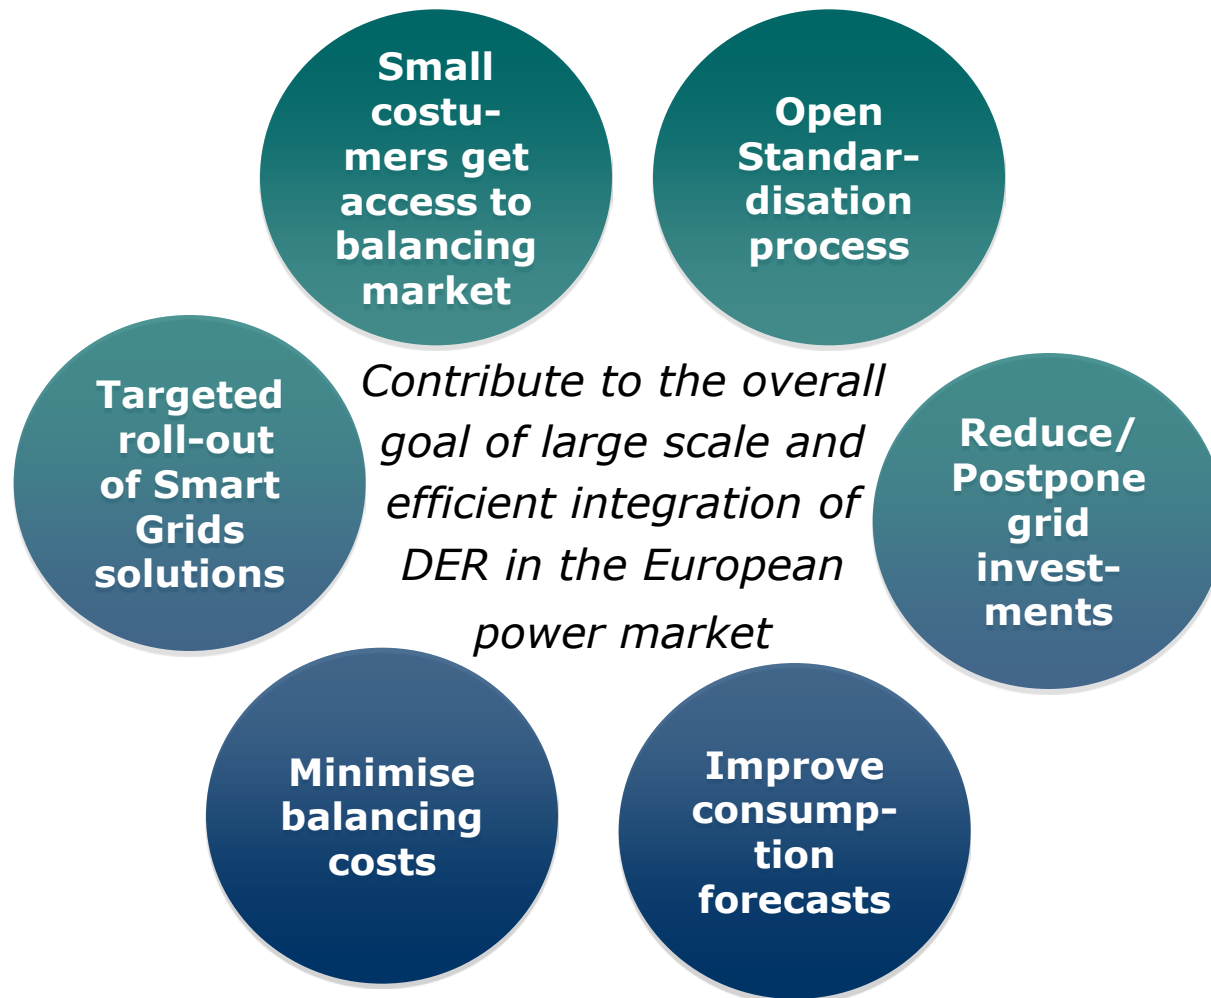 Small
costu-
mers get
access to
balancing
market
Open
Standar-
disation
process
Targeted
roll-out
of Smart
Grids
solutions
Contribute to the overall
goal of large scale and
efficient integration of
DER in the European
power market
Reduce/
Postpone
grid
invest-
ments
Minimise
balancing
costs
Improve
consump-
tion
forecasts